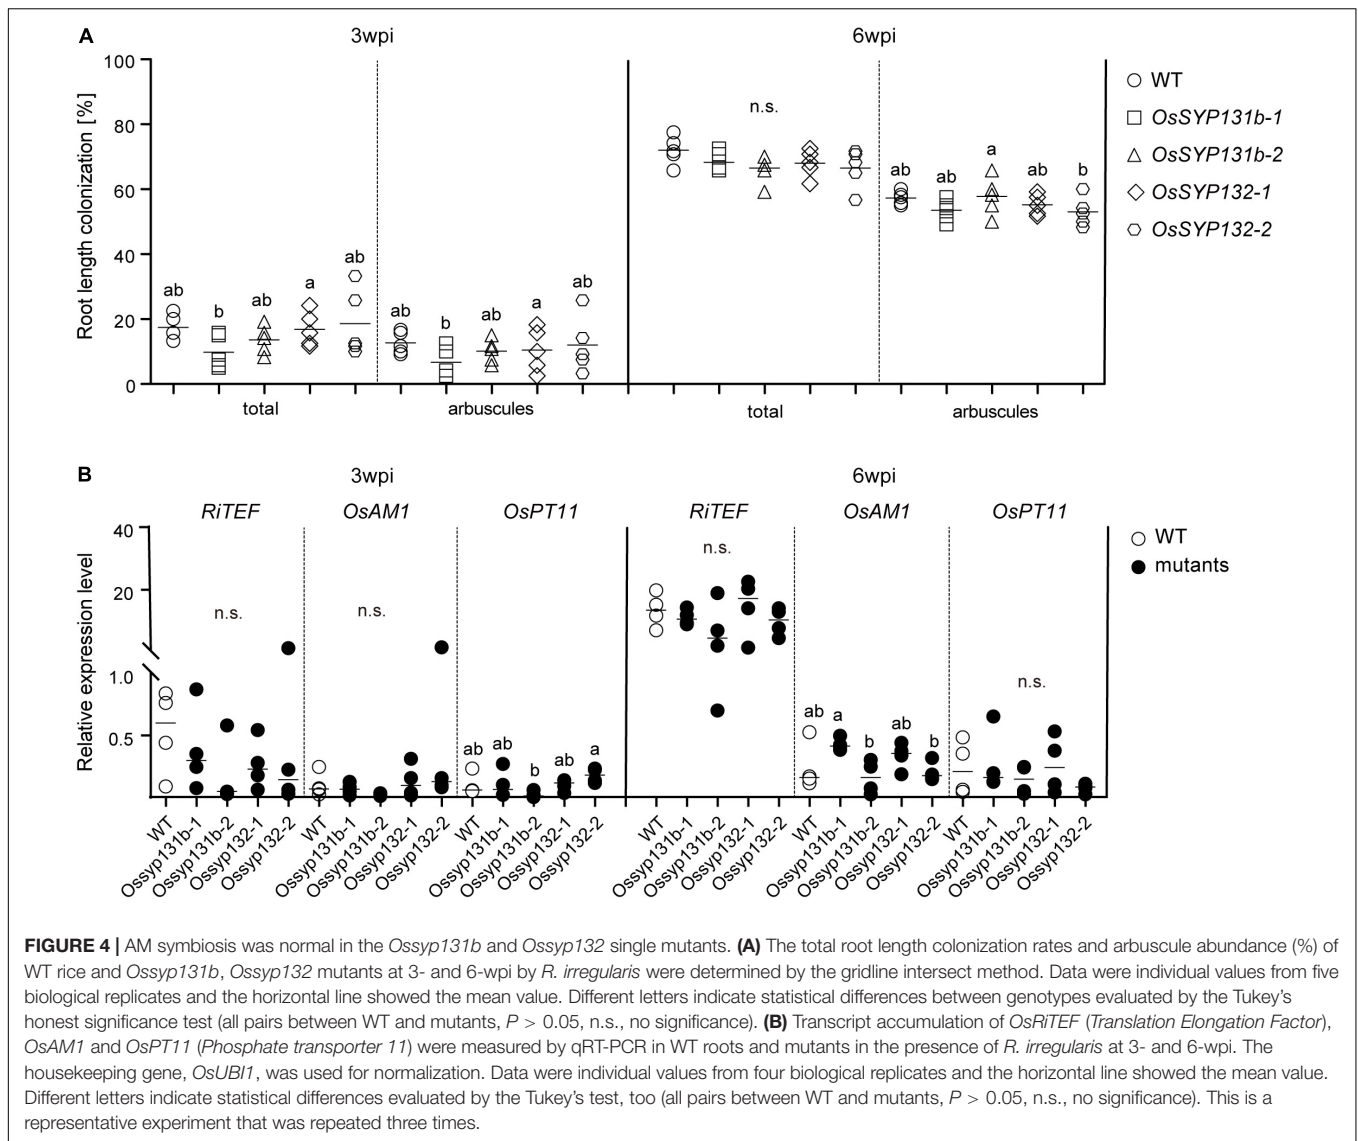 A
3wpi
6wpi
Root length colonization [%]
100
80
60
40
20
0
ab
b
ab
a
ab
ab
b
ab
a
ab
n.s.
ab
ab
a
ab
b
total
arbuscules
total
arbuscules
WT
OsSYP131b-1
OsSYP131b-2
OsSYP132-1
OsSYP132-2
B
3wpi
6wpi
RiTEF
OsAM1
OsPT11
RiTEF
OsAM1
OsPT11
Relative expression level
40
20
1.0
0.5
n.s.
n.s.
ab
ab
b
ab
a
n.s.
ab
a
b
ab
b
n.s.
WT
mutants
WT
Ossyp131b-1
Ossyp131b-2
Ossyp132-1
Ossyp132-2
WT
Ossyp131b-1
Ossyp131b-2
Ossyp132-1
Ossyp132-2
WT
Ossyp131b-1
Ossyp131b-2
Ossyp132-1
Ossyp132-2
WT
Ossyp131b-1
Ossyp131b-2
Ossyp132-1
Ossyp132-2
WT
Ossyp131b-1
Ossyp131b-2
Ossyp132-1
Ossyp132-2
WT
Ossyp131b-1
Ossyp131b-2
Ossyp132-1
Ossyp132-2
FIGURE 4 | AM symbiosis was normal in the Ossyp131b and Ossyp132 single mutants. (A) The total root length colonization rates and arbuscule abundance (%) of
WT rice and Ossyp131b, Ossyp132 mutants at 3- and 6-wpi by R. irregularis were determined by the gridline intersect method. Data were individual values from five
biological replicates and the horizontal line showed the mean value. Different letters indicate statistical differences between genotypes evaluated by the Tukey's
honest significance test (all pairs between WT and mutants, P > 0.05, n.s., no significance). (B) Transcript accumulation of OsRiTEF (Translation Elongation Factor),
OsAM1 and OsPT11 (Phosphate transporter 11) were measured by qRT-PCR in WT roots and mutants in the presence of R. irregularis at 3- and 6-wpi. The
housekeeping gene, OsUBI1, was used for normalization. Data were individual values from four biological replicates and the horizontal line showed the mean value.
Different letters indicate statistical differences evaluated by the Tukey's test, too (all pairs between WT and mutants, P > 0.05, n.s., no significance). This is a
representative experiment that was repeated three times.